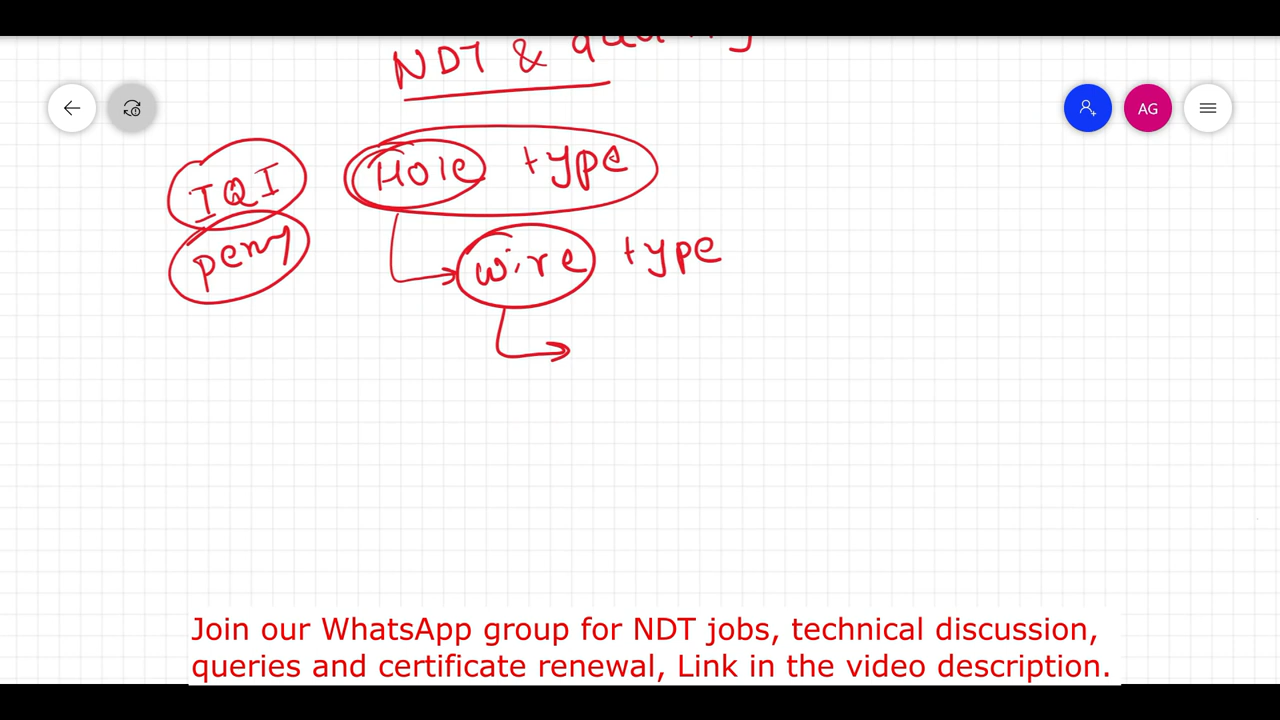 NDT &
AG
IQI Hole type
peny
wire type
Join our WhatsApp group for NDT jobs, technical discussion,
queries and certificate renewal, Link in the video description.